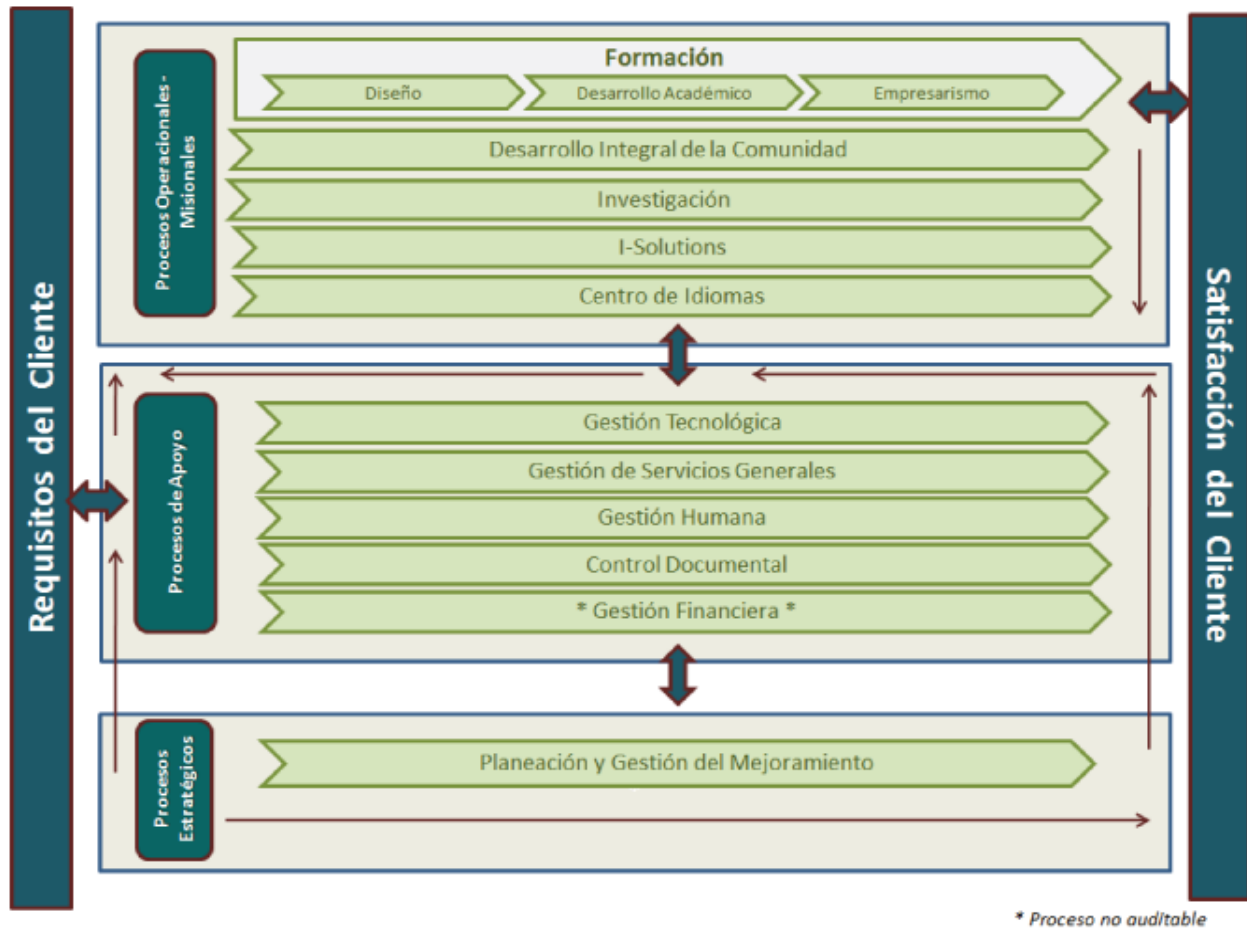 Requisitos del Cliente
Procesos Operacionales-
Misionales
Formación
Diseño
Desarrollo Académico
Empresarismo
Desarrollo Integral de la Comunidad
Investigación
I-Solutions
Centro de Idiomas
Procesos de Apoyo
Gestión Tecnológica
Gestión de Servicios Generales
Gestión Humana
Control Documental
* Gestión Financiera *
Procesos
Estratégicos
Planeación y Gestión del Mejoramiento
Satisfacción del Cliente
* Proceso no auditable